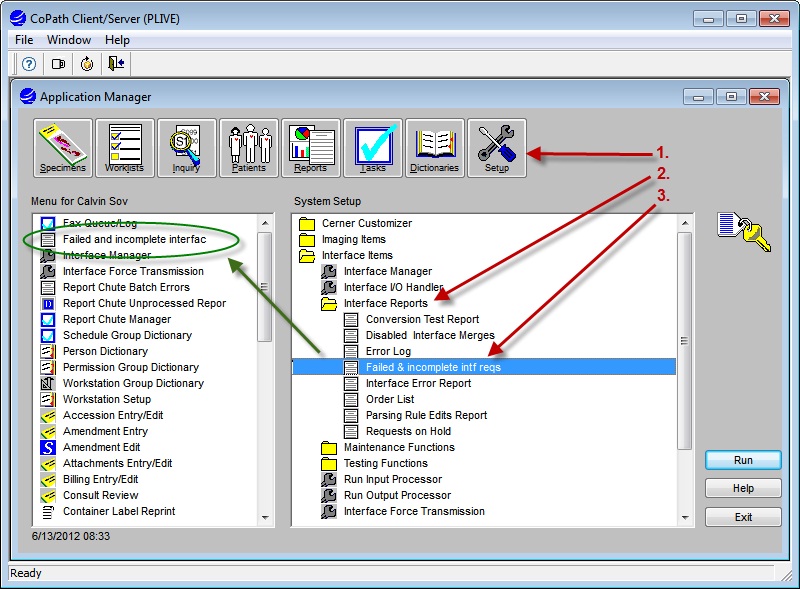 CoPath Client/Server (PLIVE)
File Window Help
Application Manager
Specimens Worklists Inquiry Patients Reports Tasks Dictionaries Setup
1.
2.
3.
Menu for Calvin Sov
Fax Queue/Log
Failed and incomplete interfac
Interface Manager
Interface Force Transmission
Report Chute Batch Errors
Report Chute Unprocessed Repor
Report Chute Manager
Schedule Group Dictionary
Person Dictionary
Permission Group Dictionary
Workstation Group Dictionary
Workstation Setup
Accession Entry/Edit
Amendment Entry
Amendment Edit
Attachments Entry/Edit
Billing Entry/Edit
Consult Review
Container Label Reprint
System Setup
Cerner Customizer
Imaging Items
Interface Items
Interface Manager
Interface I/O Handler
Interface Reports
Conversion Test Report
Disabled Interface Merges
Error Log
Failed & incomplete intf reqs
Interface Error Report
Order List
Parsing Rule Edits Report
Requests on Hold
Maintenance Functions
Testing Functions
Run Input Processor
Run Output Processor
Interface Force Transmission
Run
Help
Exit
6/13/2012 08:33
Ready